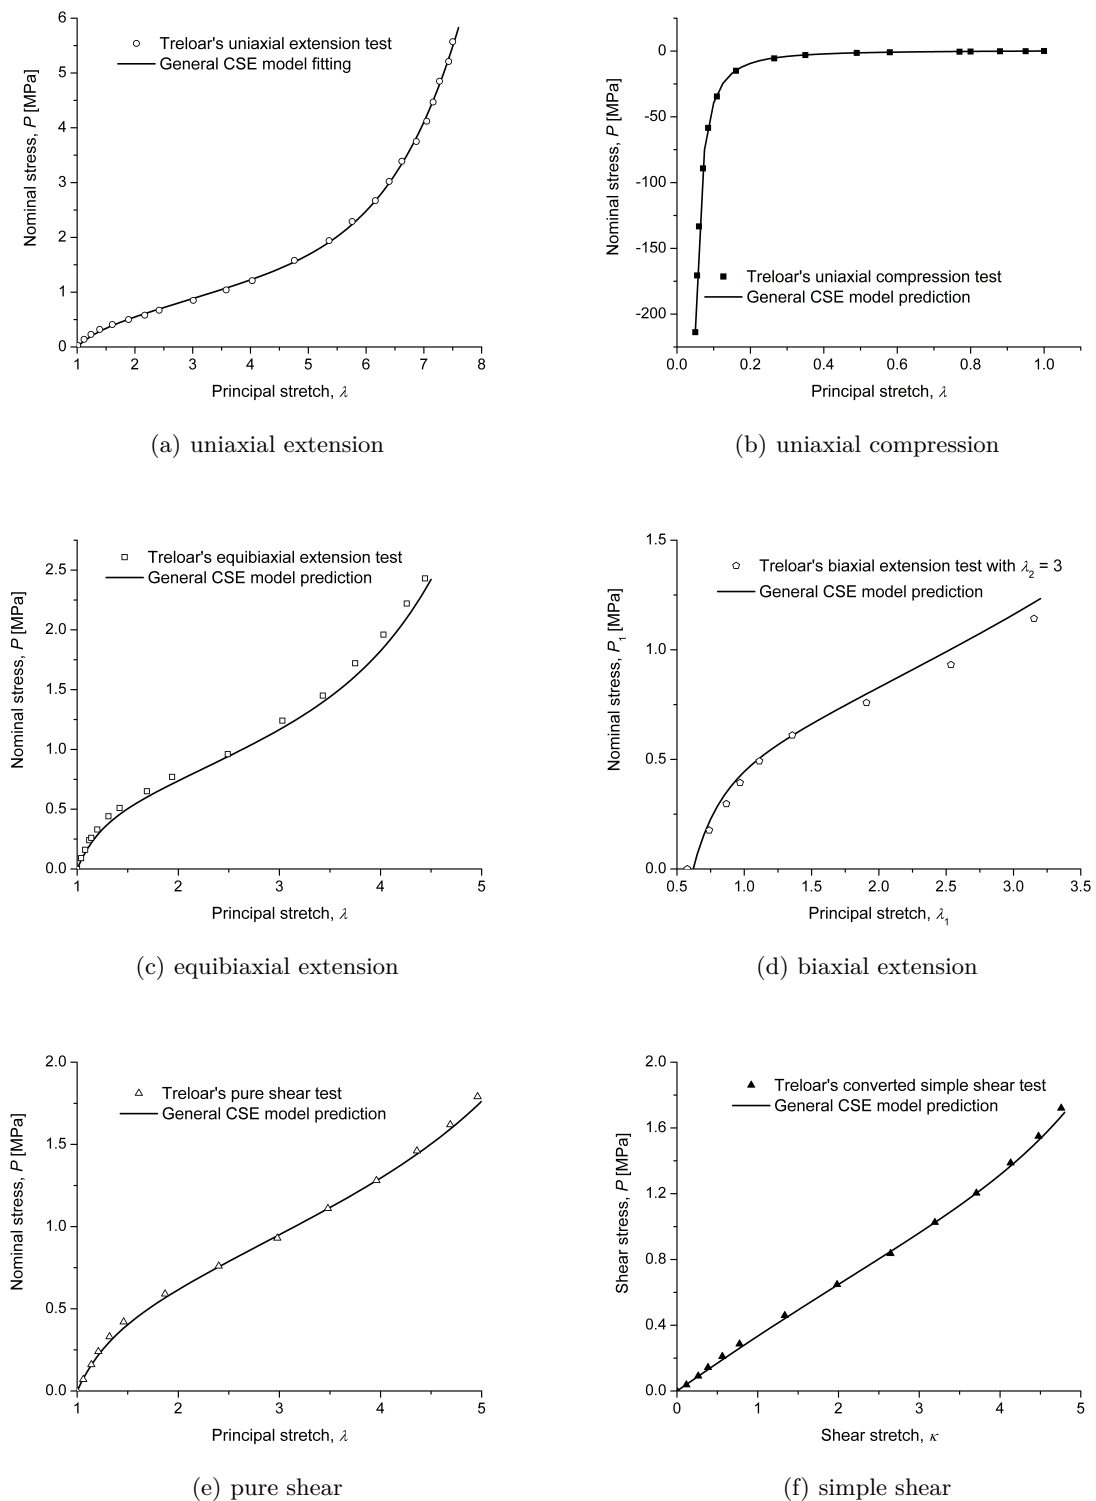 6
5
4
3
2
1
0
Nominal stress, P [MPa]
Treloar's uniaxial extension test
General CSE model fitting
1 2 3 4 5 6 7 8
Principal stretch, λ
(a) uniaxial extension
0
-50
-100
-150
-200
Nominal stress, P [MPa]
Treloar's uniaxial compression test
General CSE model prediction
0.0 0.2 0.4 0.6 0.8 1.0
Principal stretch, λ
(b) uniaxial compression
2.5
2.0
1.5
1.0
0.5
0.0
Nominal stress, P [MPa]
Treloar's equibiaxial extension test
General CSE model prediction
1 2 3 4 5
Principal stretch, λ
(c) equibiaxial extension
1.5
1.0
0.5
0.0
Nominal stress, P₁ [MPa]
Treloar's biaxial extension test with λ₂ = 3
General CSE model prediction
0.5 1.0 1.5 2.0 2.5 3.0 3.5
Principal stretch, λ₁
(d) biaxial extension
2.0
1.5
1.0
0.5
0.0
Nominal stress, P [MPa]
Treloar's pure shear test
General CSE model prediction
1 2 3 4 5
Principal stretch, λ
(e) pure shear
2.0
1.6
1.2
0.8
0.4
0.0
Shear stress, P [MPa]
Treloar's converted simple shear test
General CSE model prediction
0 1 2 3 4 5
Shear stretch, κ
(f) simple shear